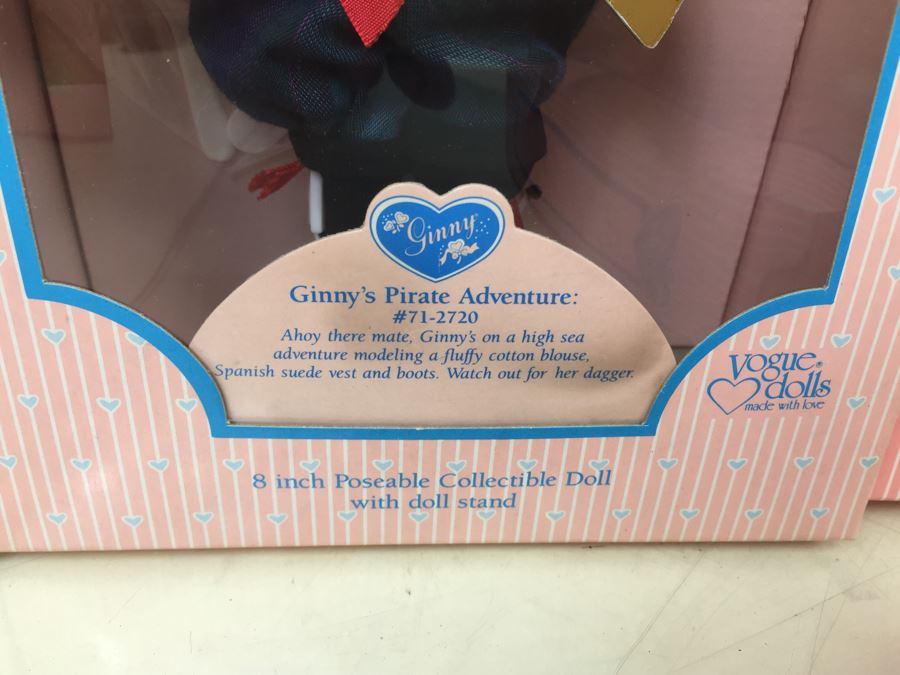 Ginny
Ginny's Pirate Adventure:
#71-2720
Ahoy there mate, Ginny's on a high sea
adventure modeling a fluffy cotton blouse,
Spanish suede vest and boots. Watch out for her dagger.
vogue®
dolls
made with love
8 inch Poseable Collectible Doll
with doll stand